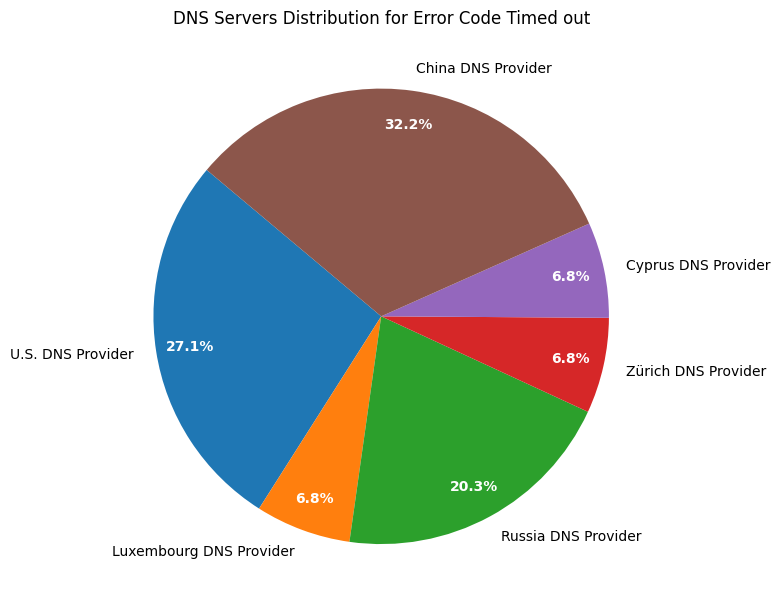 DNS Servers Distribution for Error Code Timed out
China DNS Provider
32.2%
Cyprus DNS Provider
6.8%
27.1%
U.S. DNS Provider
6.8%
Zürich DNS Provider
20.3%
6.8%
Russia DNS Provider
Luxembourg DNS Provider